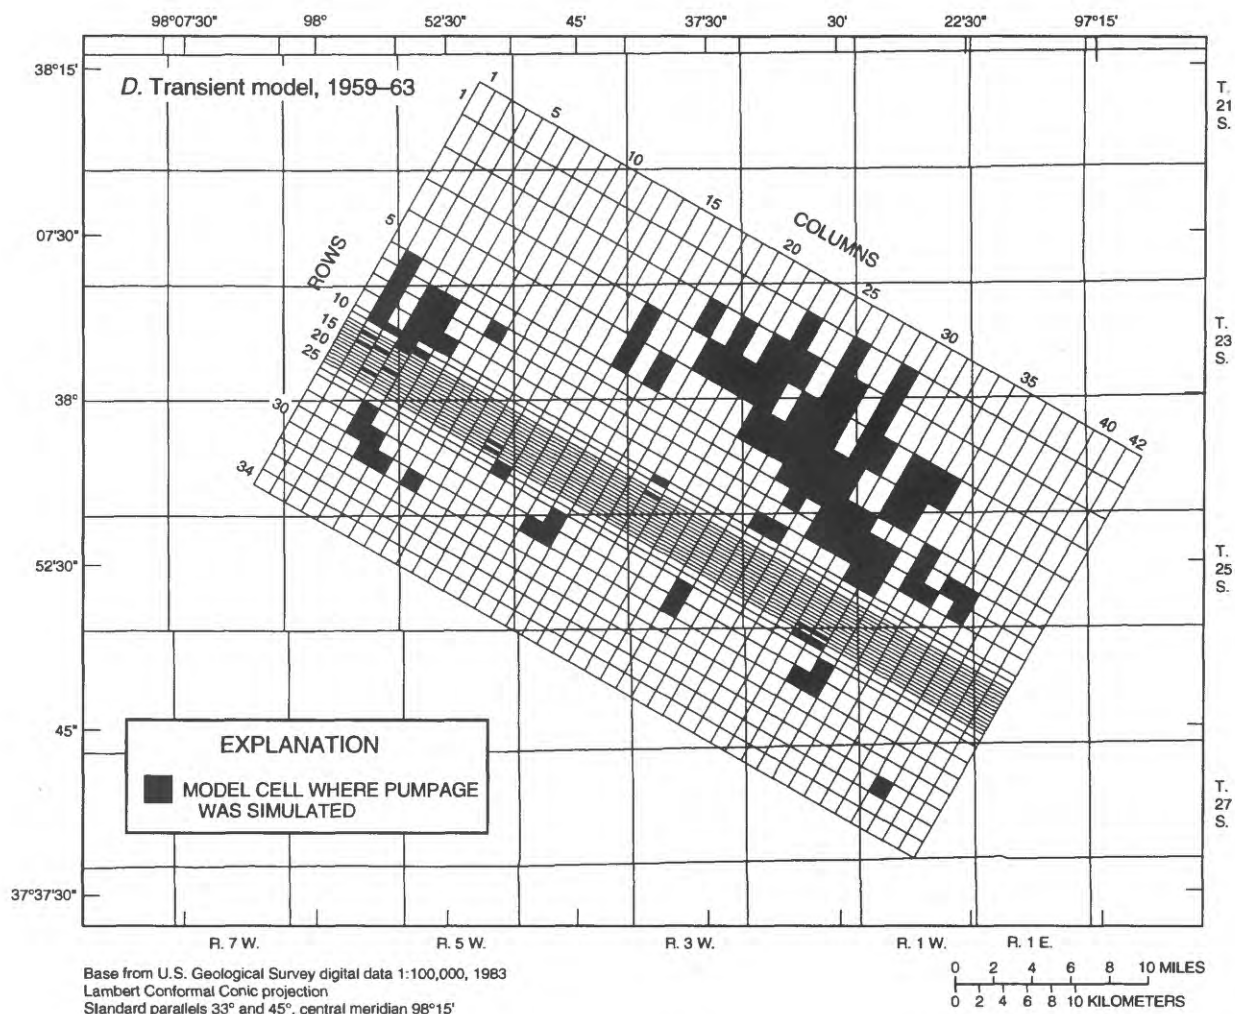 98°07'30" 98° 52'30" 45' 37'30" 30' 22'30" 97°15'
38°15'
D. Transient model, 1959–63
T. 21 S.
1
1
5
10
15
20
25
30
35
40
42
COLUMNS
ROWS
5
10
15
20
25
30
34
07'30"
38°
52'30"
45"
37°37'30"
T. 23 S.
T. 25 S.
T. 27 S.
EXPLANATION
MODEL CELL WHERE PUMPAGE
WAS SIMULATED
R. 7 W. R. 5 W. R. 3 W. R. 1 W. R. 1 E.
Base from U.S. Geological Survey digital data 1:100,000, 1983
Lambert Conformal Conic projection
Standard parallels 33° and 45°, central meridian 98°15'
0 2 4 6 8 10 MILES
0 2 4 6 8 10 KILOMETERS